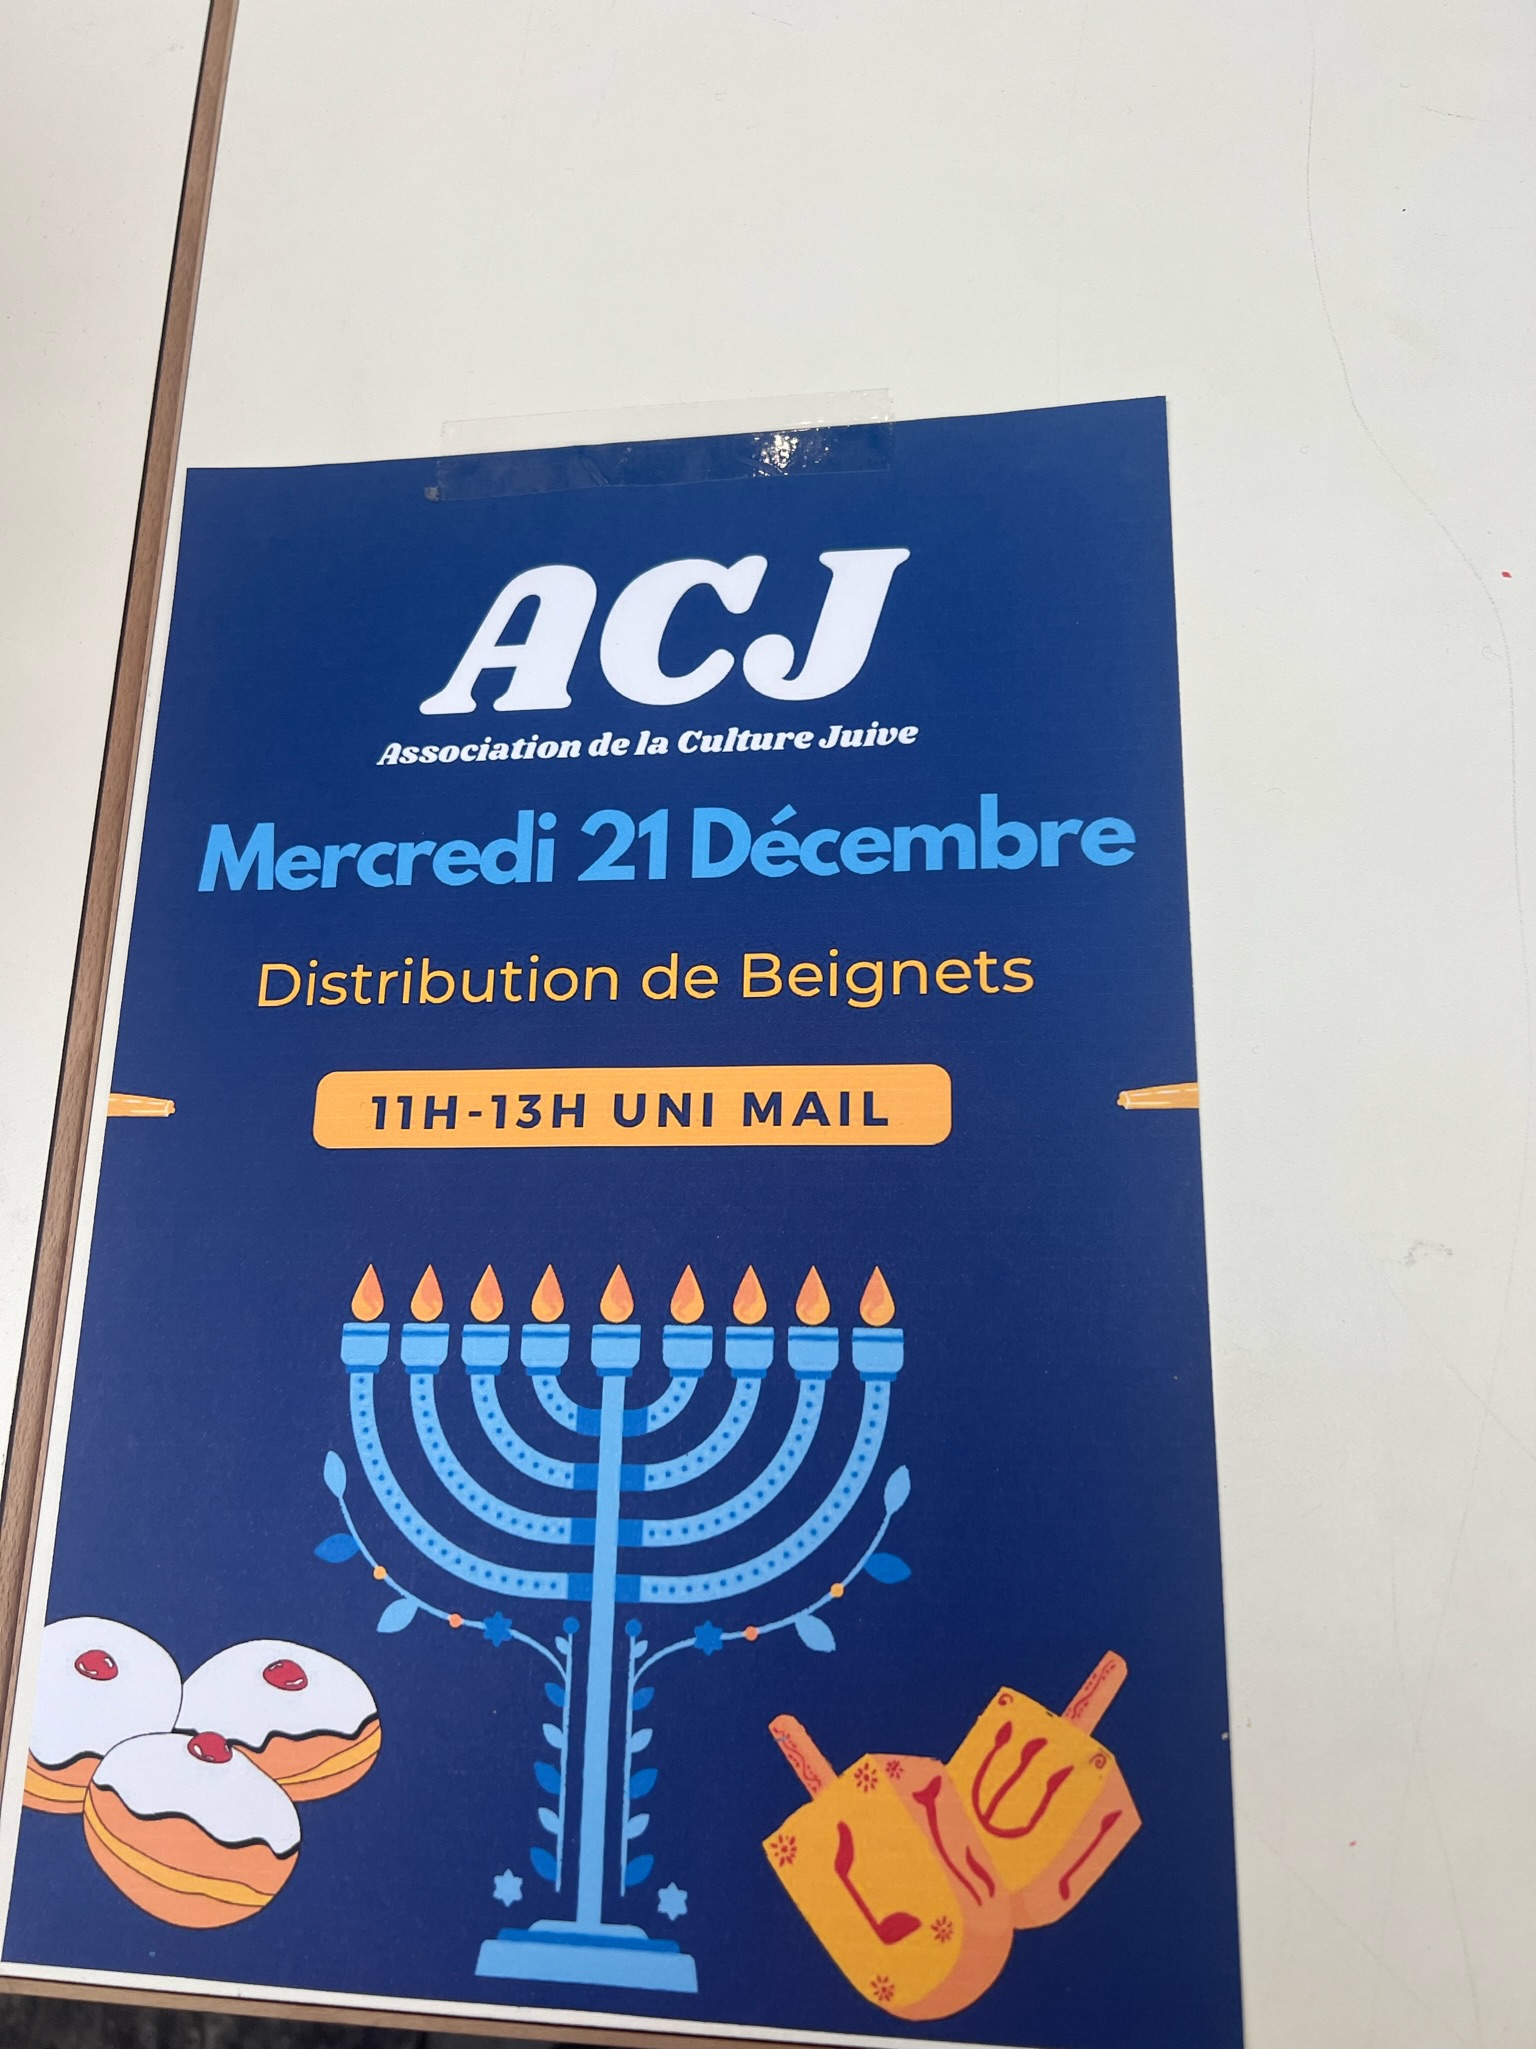 ACJ
Association de la Culture Juive
Mercredi 21 Décembre
Distribution de Beignets
11H-13H UNI MAIL
נ
ש